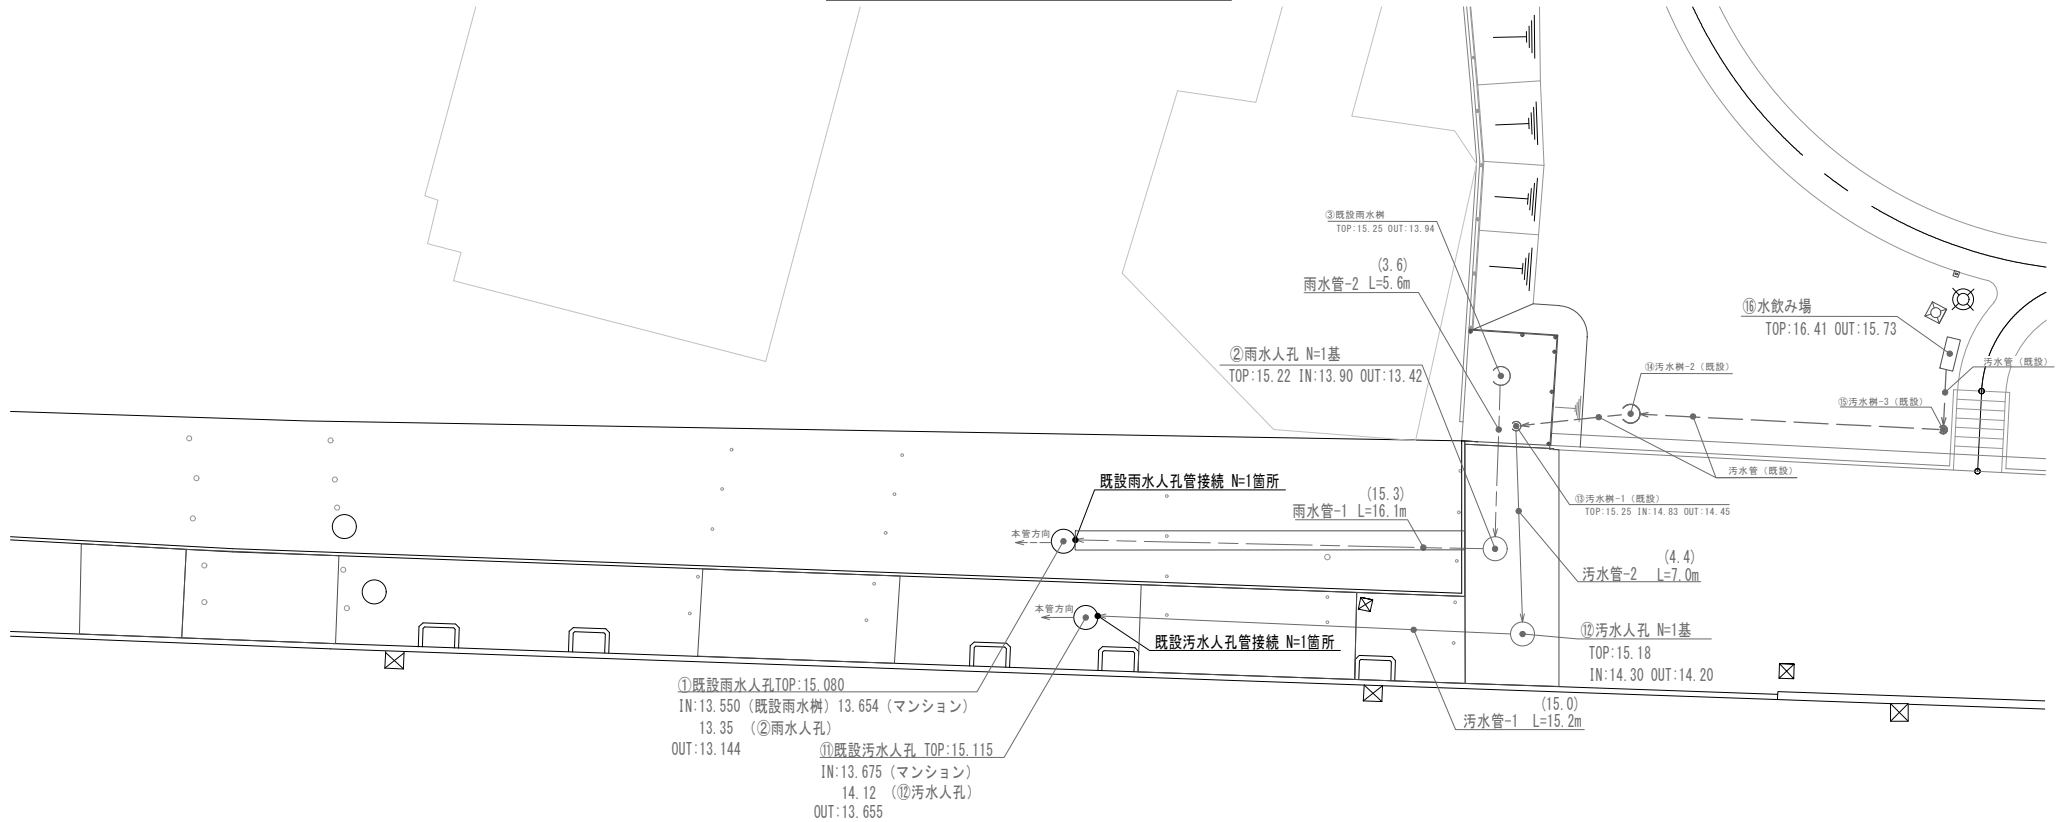 ③既設雨水桝
TOP:15.25 OUT:13.94
(3.6)
雨水管-2 L=5.6m
②雨水人孔 N=1基
TOP:15.22 IN:13.90 OUT:13.42
⑯水飲み場
TOP:16.41 OUT:15.73
汚水管（既設）
⑭汚水桝-2（既設）
⑮汚水桝-3（既設）
汚水管（既設）
既設雨水人孔管接続 N=1箇所
(15.3)
雨水管-1 L=16.1m
⑬汚水桝-1（既設）
TOP:15.25 IN:14.83 OUT:14.45
本管方向
(4.4)
汚水管-2 L=7.0m
本管方向
既設汚水人孔管接続 N=1箇所
⑫汚水人孔 N=1基
TOP:15.18
IN:14.30 OUT:14.20
①既設雨水人孔TOP:15.080
IN:13.550（既設雨水桝）13.654（マンション）
13.35 （②雨水人孔）
OUT:13.144
(15.0)
汚水管-1 L=15.2m
⑪既設汚水人孔 TOP:15.115
IN:13.675（マンション）
14.12 （⑫汚水人孔）
OUT:13.655